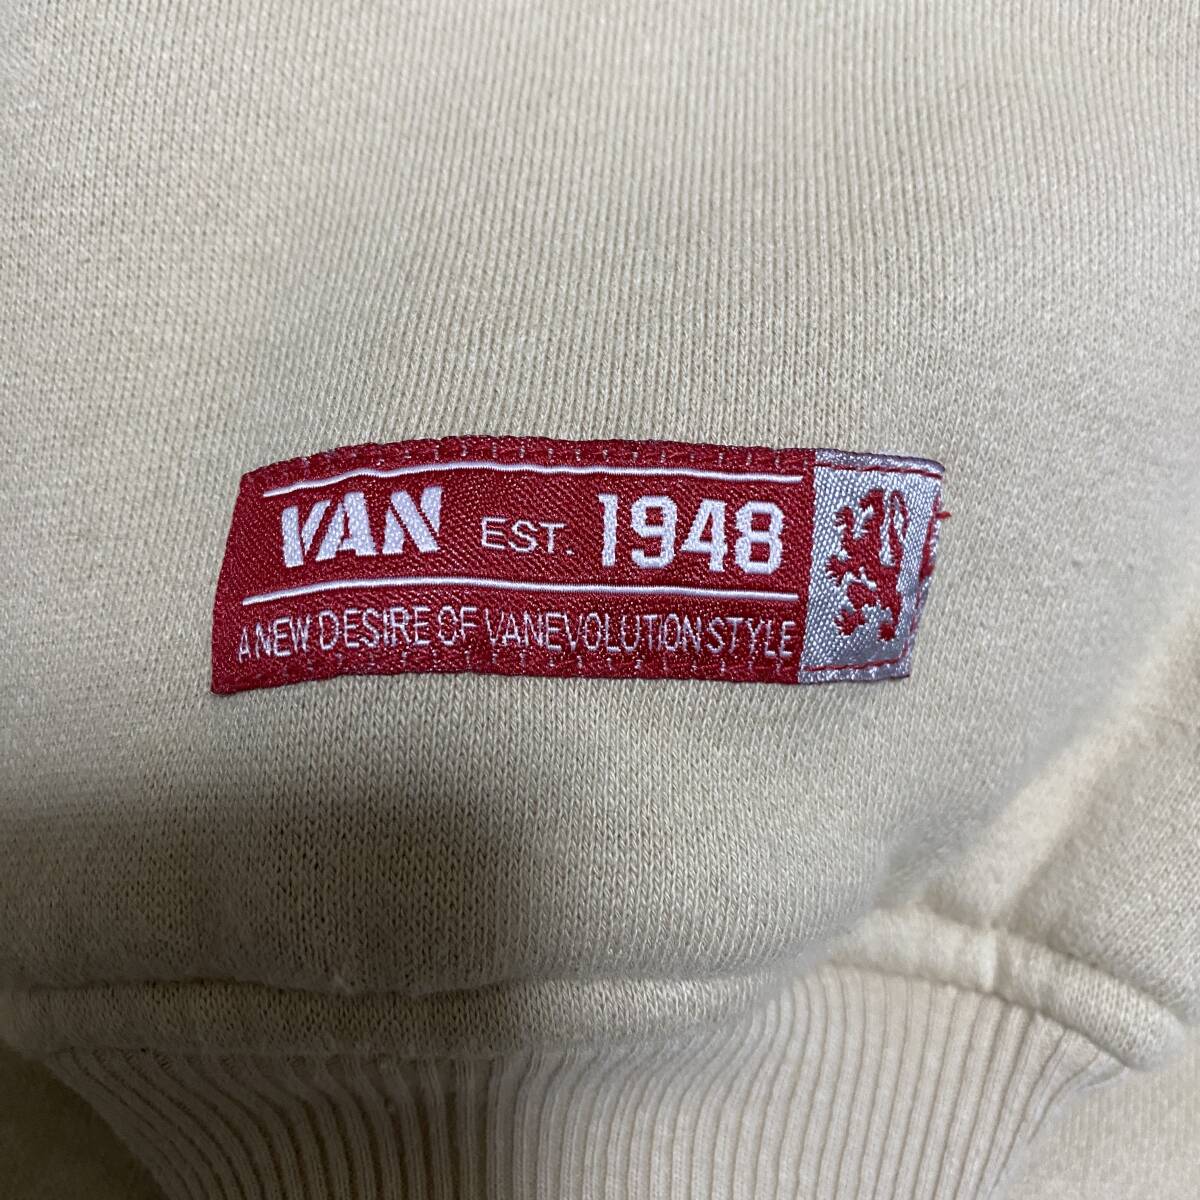 VAN EST. 1948
A NEW DESIRE OF VANEVOLUTION STYLE